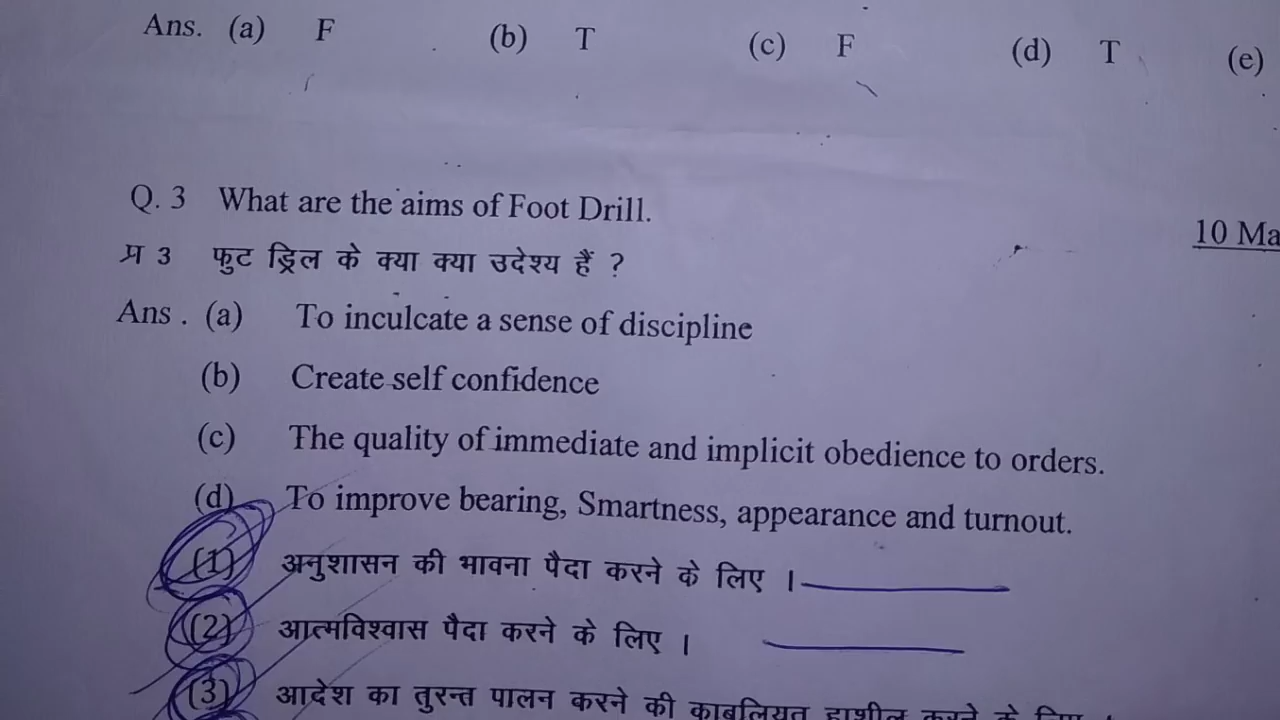 Ans. (a) F (b) T (c) F (d) T (e)
Q. 3 What are the aims of Foot Drill.
10 Ma
प्र 3 फुट ड्रिल के क्या क्या उदेश्य हैं ?
Ans . (a) To inculcate a sense of discipline
(b) Create self confidence
(c) The quality of immediate and implicit obedience to orders.
(d) To improve bearing, Smartness, appearance and turnout.
(1) अनुशासन की भावना पैदा करने के लिए ।
(2) आत्मविश्वास पैदा करने के लिए ।
(3) आदेश का तुरन्त पालन करने की काबलियत हाशील करने के लिए ।